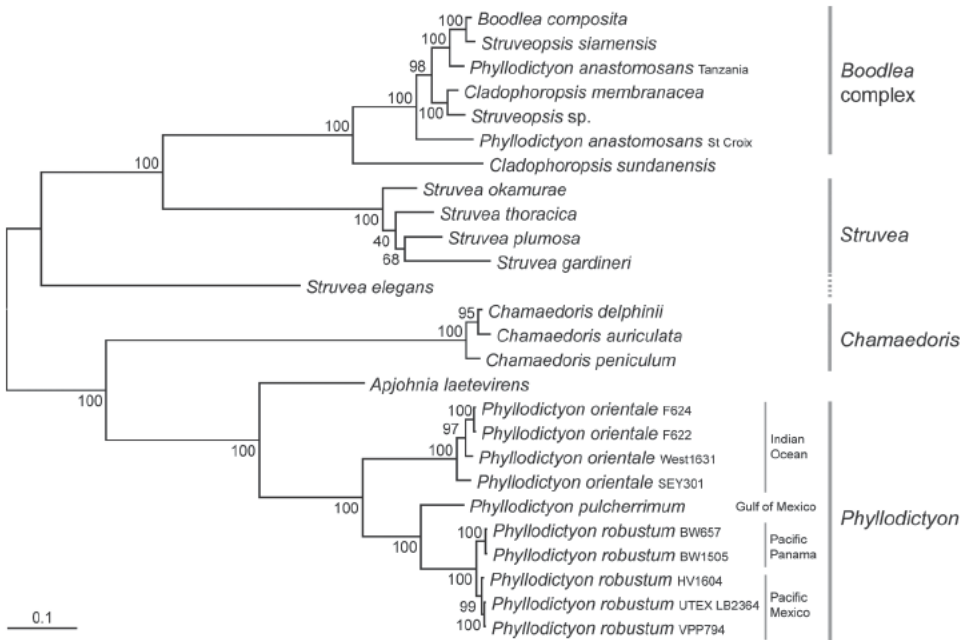 100 Boodlea composita
100 Struveopsis siamensis
98 Phyllodictyon anastomosans Tanzania
Boodlea
complex
100 Cladophoropsis membranacea
100 Struveopsis sp.
100 Phyllodictyon anastomosans St Croix
100 Cladophoropsis sundanensis
Struvea okamurae
100 Struvea thoracica
40 Struvea plumosa
68 Struvea gardineri
Struvea
Struvea elegans
95 Chamaedoris delphinii
100 Chamaedoris auriculata
Chamaedoris peniculum
Chamaedoris
100
Apjohnia laetevirens
100
100 Phyllodictyon orientale F624
97 Phyllodictyon orientale F622
100 Phyllodictyon orientale West1631
Phyllodictyon orientale SEY301
Indian
Ocean
100
Phyllodictyon pulcherrimum Gulf of Mexico
Phyllodictyon
100
100 Phyllodictyon robustum BW657
Phyllodictyon robustum BW1505
Pacific
Panama
100 Phyllodictyon robustum HV1604
99 Phyllodictyon robustum UTEX LB2364
100 Phyllodictyon robustum VPP794
Pacific
Mexico
0.1